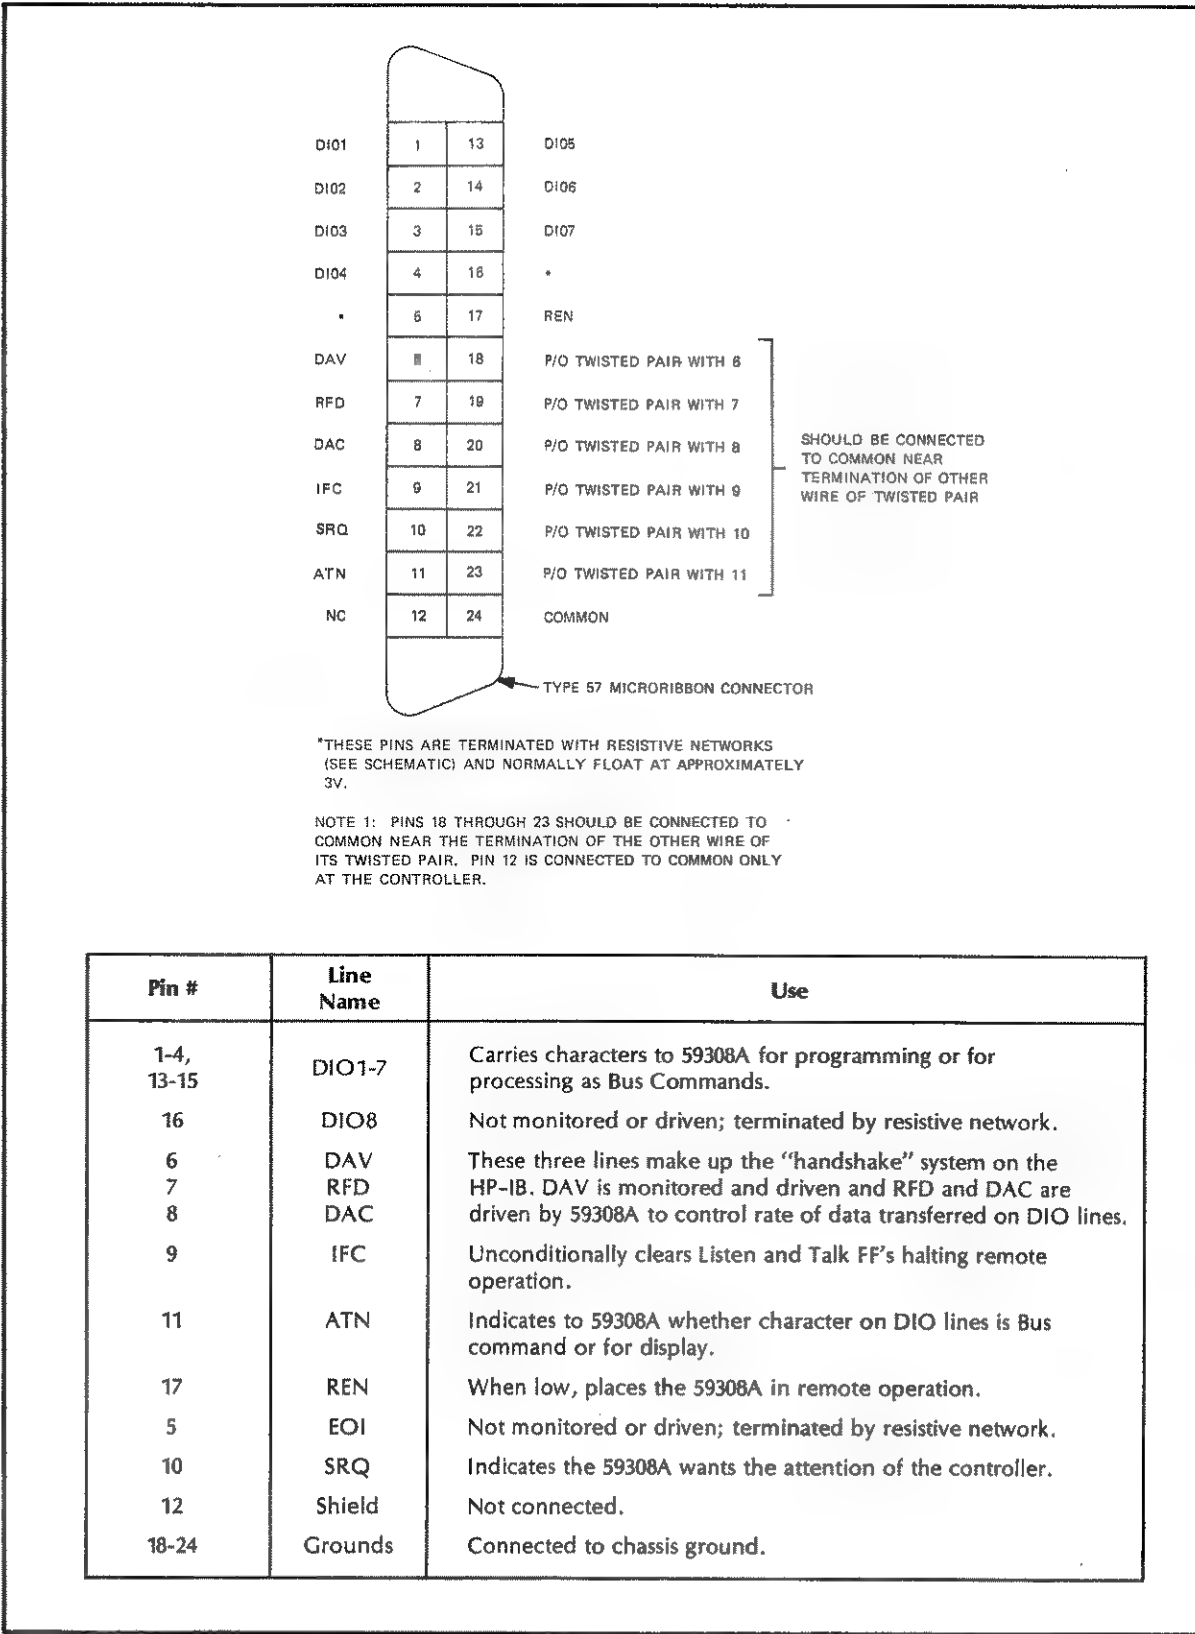 DIO1 1 13 DIO5
DIO2 2 14 DIO6
DIO3 3 15 DIO7
DIO4 4 16 *
* 5 17 REN
DAV 18 P/O TWISTED PAIR WITH 6
RFD 7 19 P/O TWISTED PAIR WITH 7
DAC 8 20 P/O TWISTED PAIR WITH 8
IFC 9 21 P/O TWISTED PAIR WITH 9
SRQ 10 22 P/O TWISTED PAIR WITH 10
ATN 11 23 P/O TWISTED PAIR WITH 11
NC 12 24 COMMON
SHOULD BE CONNECTED
TO COMMON NEAR
TERMINATION OF OTHER
WIRE OF TWISTED PAIR
TYPE 57 MICRORIBBON CONNECTOR
*THESE PINS ARE TERMINATED WITH RESISTIVE NETWORKS
(SEE SCHEMATIC) AND NORMALLY FLOAT AT APPROXIMATELY
3V.
NOTE 1: PINS 18 THROUGH 23 SHOULD BE CONNECTED TO
COMMON NEAR THE TERMINATION OF THE OTHER WIRE OF
ITS TWISTED PAIR. PIN 12 IS CONNECTED TO COMMON ONLY
AT THE CONTROLLER.
Pin # Line Name Use
1-4, 13-15 DIO1-7 Carries characters to 59308A for programming or for
processing as Bus Commands.
16 DIO8 Not monitored or driven; terminated by resistive network.
6 DAV These three lines make up the "handshake" system on the
7 RFD HP-IB. DAV is monitored and driven and RFD and DAC are
8 DAC driven by 59308A to control rate of data transferred on DIO lines.
9 IFC Unconditionally clears Listen and Talk FF's halting remote
operation.
11 ATN Indicates to 59308A whether character on DIO lines is Bus
command or for display.
17 REN When low, places the 59308A in remote operation.
5 EOI Not monitored or driven; terminated by resistive network.
10 SRQ Indicates the 59308A wants the attention of the controller.
12 Shield Not connected.
18-24 Grounds Connected to chassis ground.